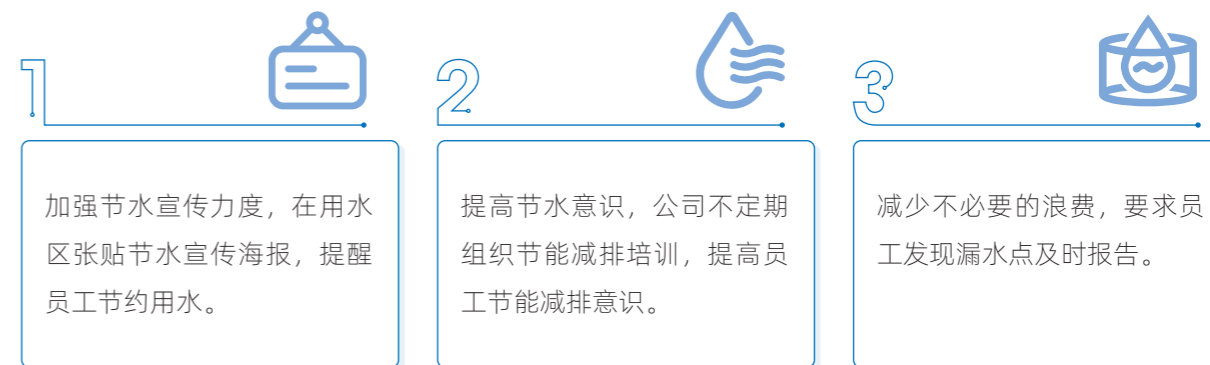 1
加强节水宣传力度，在用水
区张贴节水宣传海报，提醒
员工节约用水。
2
提高节水意识，公司不定期
组织节能减排培训，提高员
工节能减排意识。
3
减少不必要的浪费，要求员
工发现漏水点及时报告。